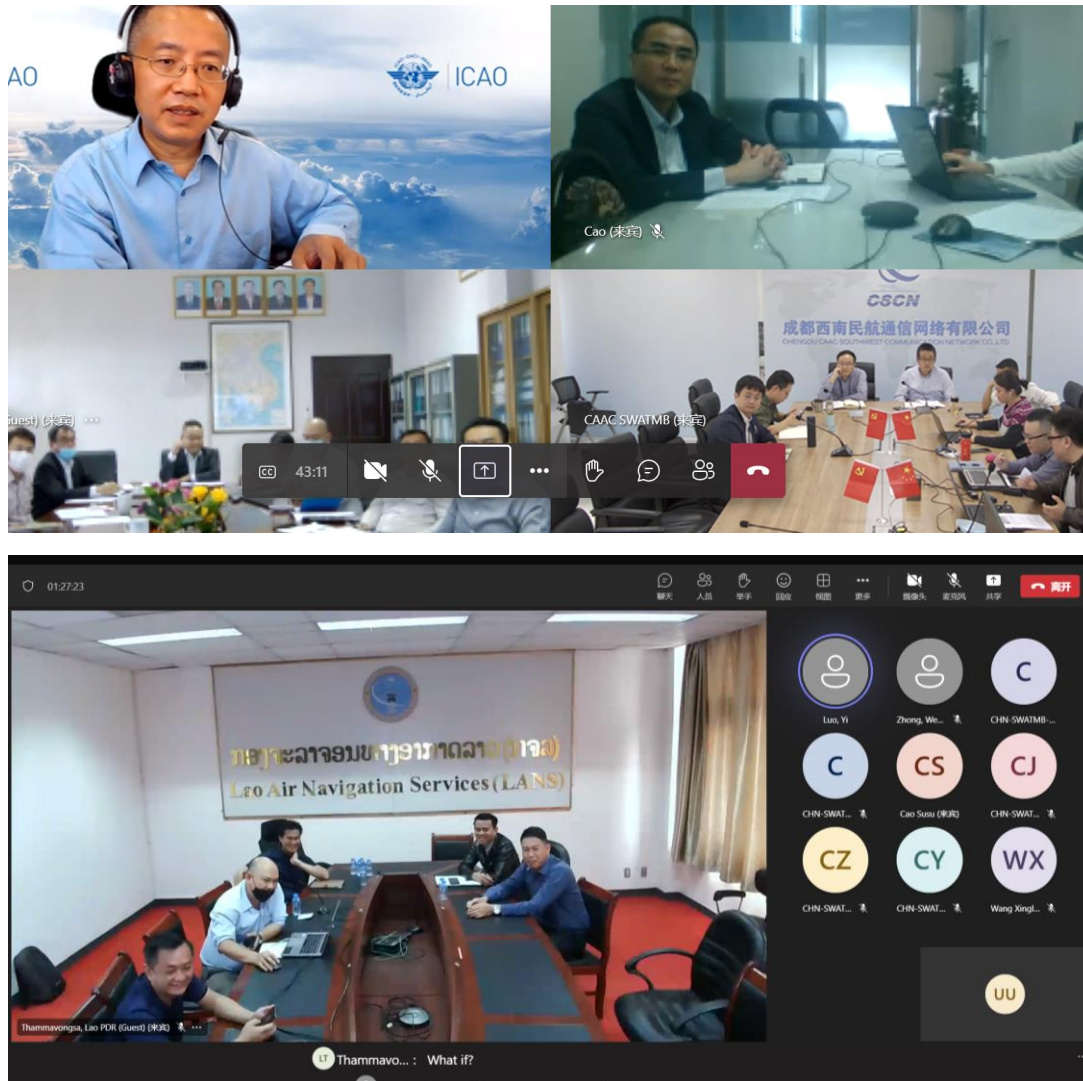 AO
ICAO
Cao (来宾)
Guest) (来宾) ...
CSCN
成都西南民航通信网络有限公司
CHENGDU CAAC SOUTHWEST COMMUNICATION NETWORK CO.,LTD
CAAC SWATMB (来宾)
CC
43:11
01:27:23
聊天
人员
举手
回应
视图
更多
摄像头
麦克风
共享
离开
Lao Air Navigation Services (LANS)
Luo, Yi
Zhong, We...
C
CHN-SWATMB-...
C
CHN-SWAT...
CS
Cao Susu (来宾)
CJ
CHN-SWAT...
CZ
CHN-SWAT...
CY
CHN-SWAT...
WX
Wang Xingl...
UU
Thammavongsa, Lao PDR (Guest) (来宾) ...
LT
Thammavo... : What if?